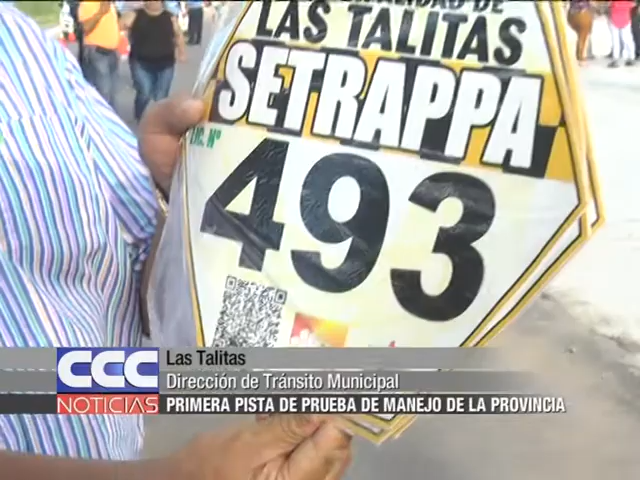 LAS TALITAS
SETRAPPA
LIC. N°
493
CCC
NOTICIAS
Las Talitas
Dirección de Tránsito Municipal
PRIMERA PISTA DE PRUEBA DE MANEJO DE LA PROVINCIA